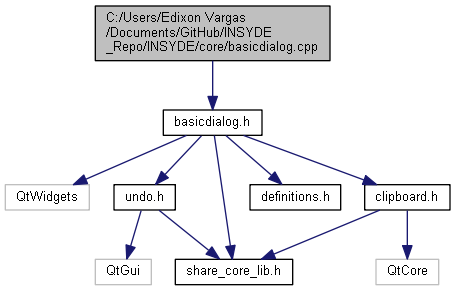 C:/Users/Edixon Vargas
/Documents/GitHub/INSYDE
_Repo/INSYDE/core/basicdialog.cpp
basicdialog.h
QtWidgets
undo.h
definitions.h
clipboard.h
QtGui
share_core_lib.h
QtCore